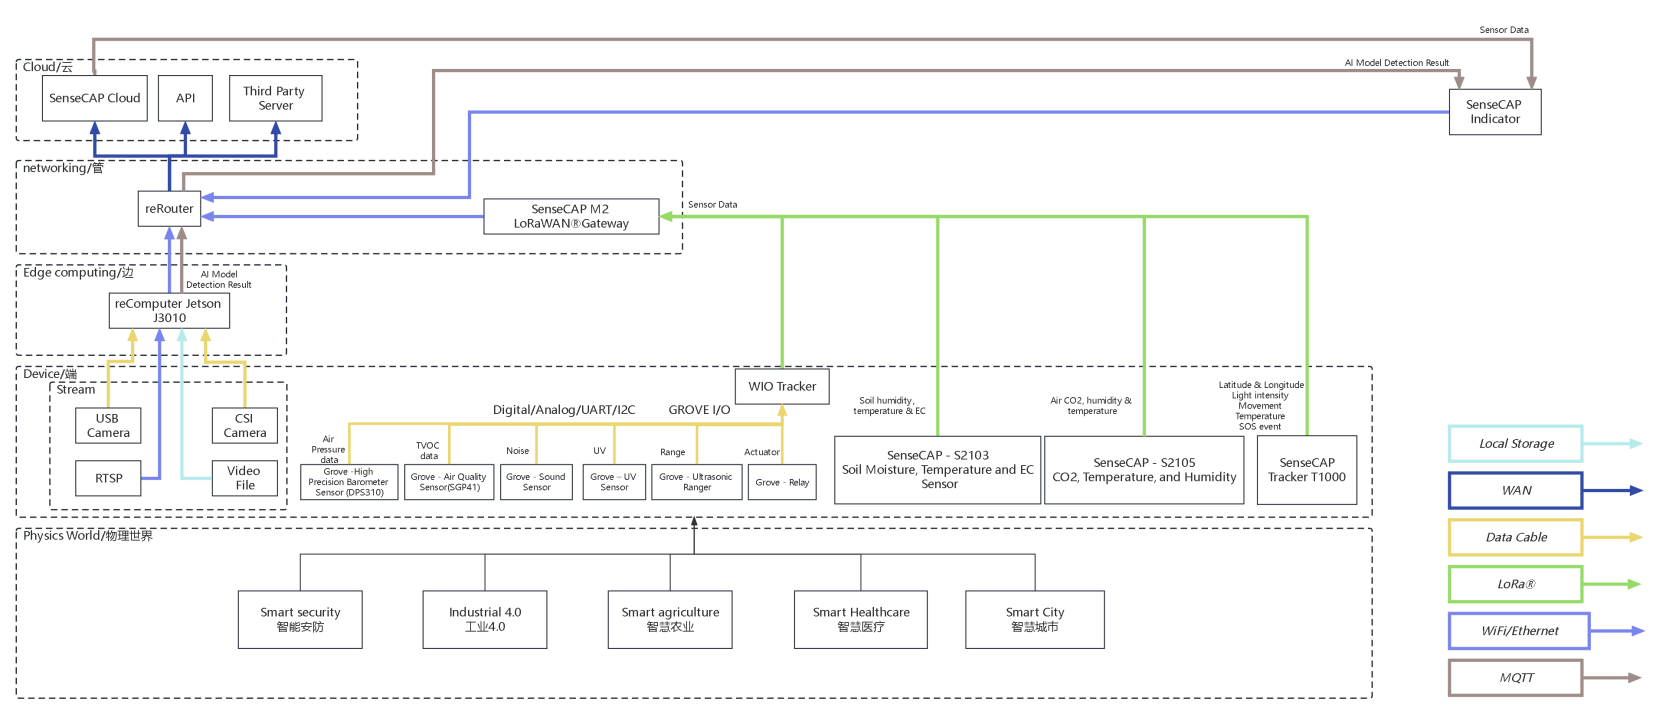 Sensor Data
AI Model Detection Result
Cloud/云
SenseCAP Cloud
API
Third Party
Server
SenseCAP
Indicator
networking/管
reRouter
SenseCAP M2
LoRaWAN®Gateway
Sensor Data
Edge computing/边
AI Model
Detection Result
reComputer Jetson
J3010
Device/端
Stream
USB
Camera
CSI
Camera
RTSP
Video
File
WIO Tracker
Digital/Analog/UART/I2C
GROVE I/O
Air
Pressure
data
TVOC
data
Noise
UV
Range
Actuator
Grove -High
Precision Barometer
Sensor (DPS310)
Grove - Air Quality
Sensor(SGP41)
Grove - Sound
Sensor
Grove – UV
Sensor
Grove - Ultrasonic
Ranger
Grove - Relay
Soil humidity,
temperature & EC
Air CO2, humidity &
temperature
Latitude & Longitude
Light intensity
Movement
Temperature
SOS event
SenseCAP - S2103
Soil Moisture, Temperature and EC
Sensor
SenseCAP - S2105
CO2, Temperature, and Humidity
SenseCAP
Tracker T1000
Physics World/物理世界
Smart security
智能安防
Industrial 4.0
工业4.0
Smart agriculture
智慧农业
Smart Healthcare
智慧医疗
Smart City
智慧城市
Local Storage
WAN
Data Cable
LoRa®
WiFi/Ethernet
MQTT